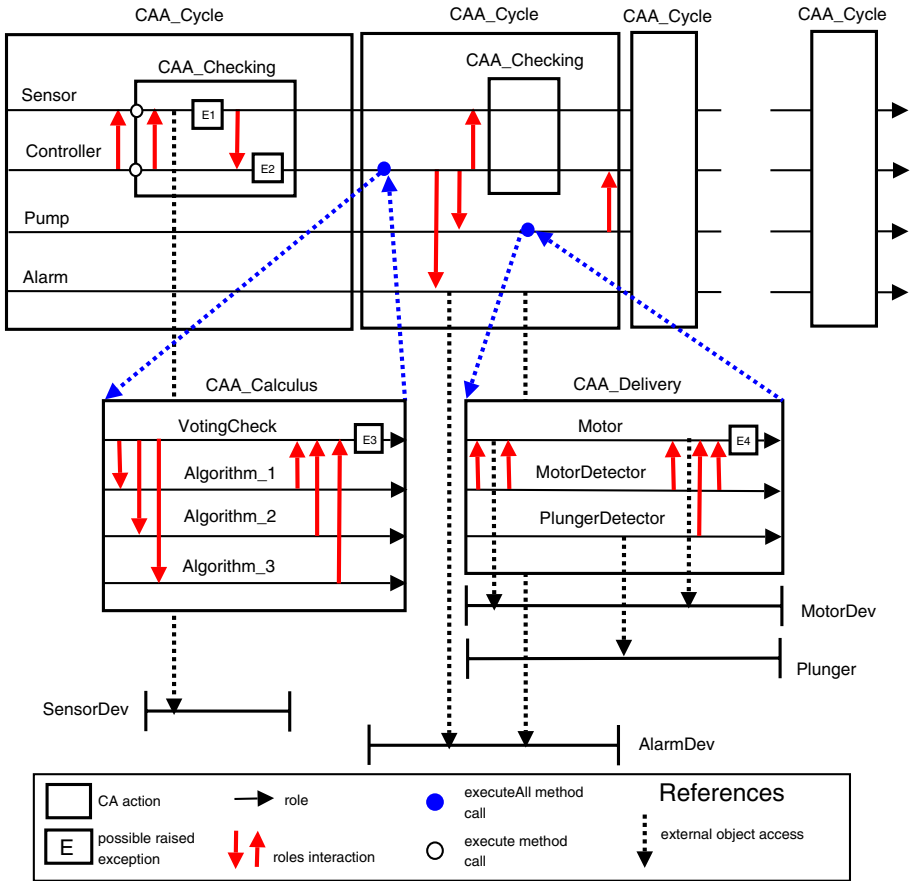 CAA_Cycle
CAA_Cycle
CAA_Cycle
CAA_Cycle
CAA_Checking
CAA_Checking
Sensor
E1
Controller
E2
Pump
Alarm
CAA_Calculus
CAA_Delivery
VotingCheck
E3
Motor
E4
Algorithm_1
MotorDetector
Algorithm_2
PlungerDetector
Algorithm_3
MotorDev
Plunger
SensorDev
AlarmDev
CA action
role
executeAll method
call
References
E
possible raised
exception
roles interaction
execute method
call
external object access